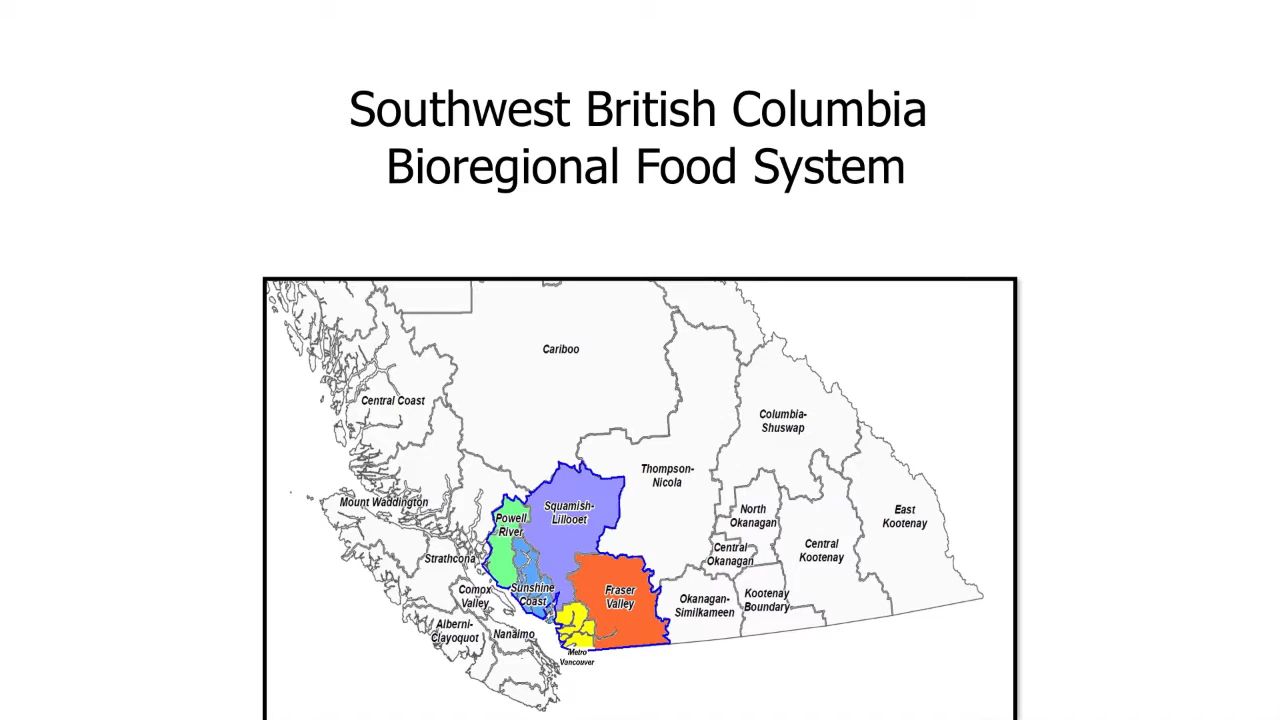 Southwest British Columbia
Bioregional Food System
Cariboo
Central Coast
Columbia-
Shuswap
Thompson-
Nicola
Mount Waddington
Squamish-
Lillooet
Powell
River
North
Okanagan
East
Kootenay
Strathcona
Central
Okanagan
Central
Kootenay
Comox
Valley
Sunshine
Coast
Fraser
Valley
Okanagan-
Similkameen
Kootenay
Boundary
Alberni-
Clayoquot
Nanaimo
Metro
Vancouver